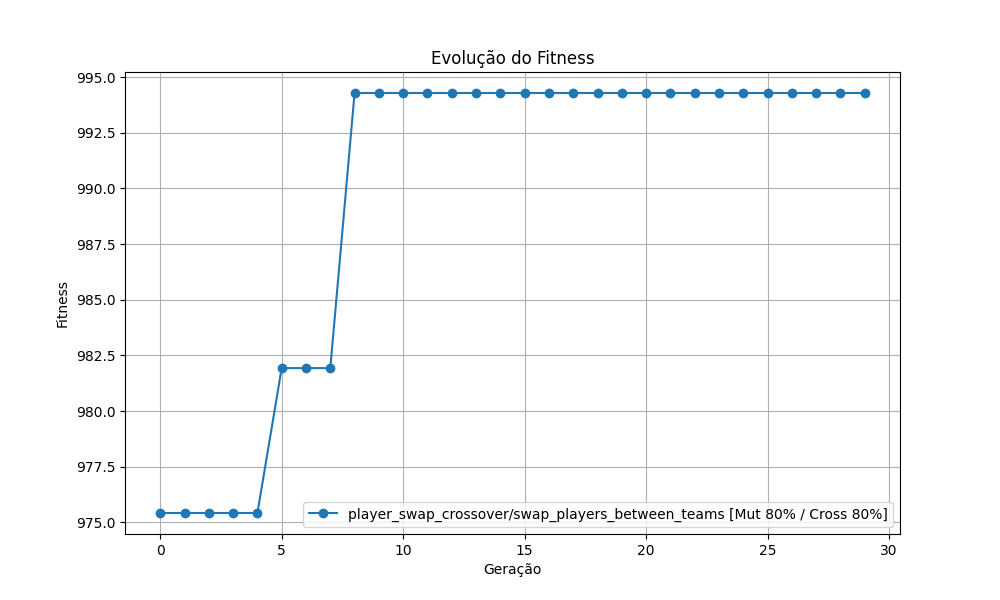 Evolução do Fitness
Fitness
995.0
992.5
990.0
987.5
985.0
982.5
980.0
977.5
975.0
player_swap_crossover/swap_players_between_teams [Mut 80% / Cross 80%]
0 5 10 15 20 25 30
Geração